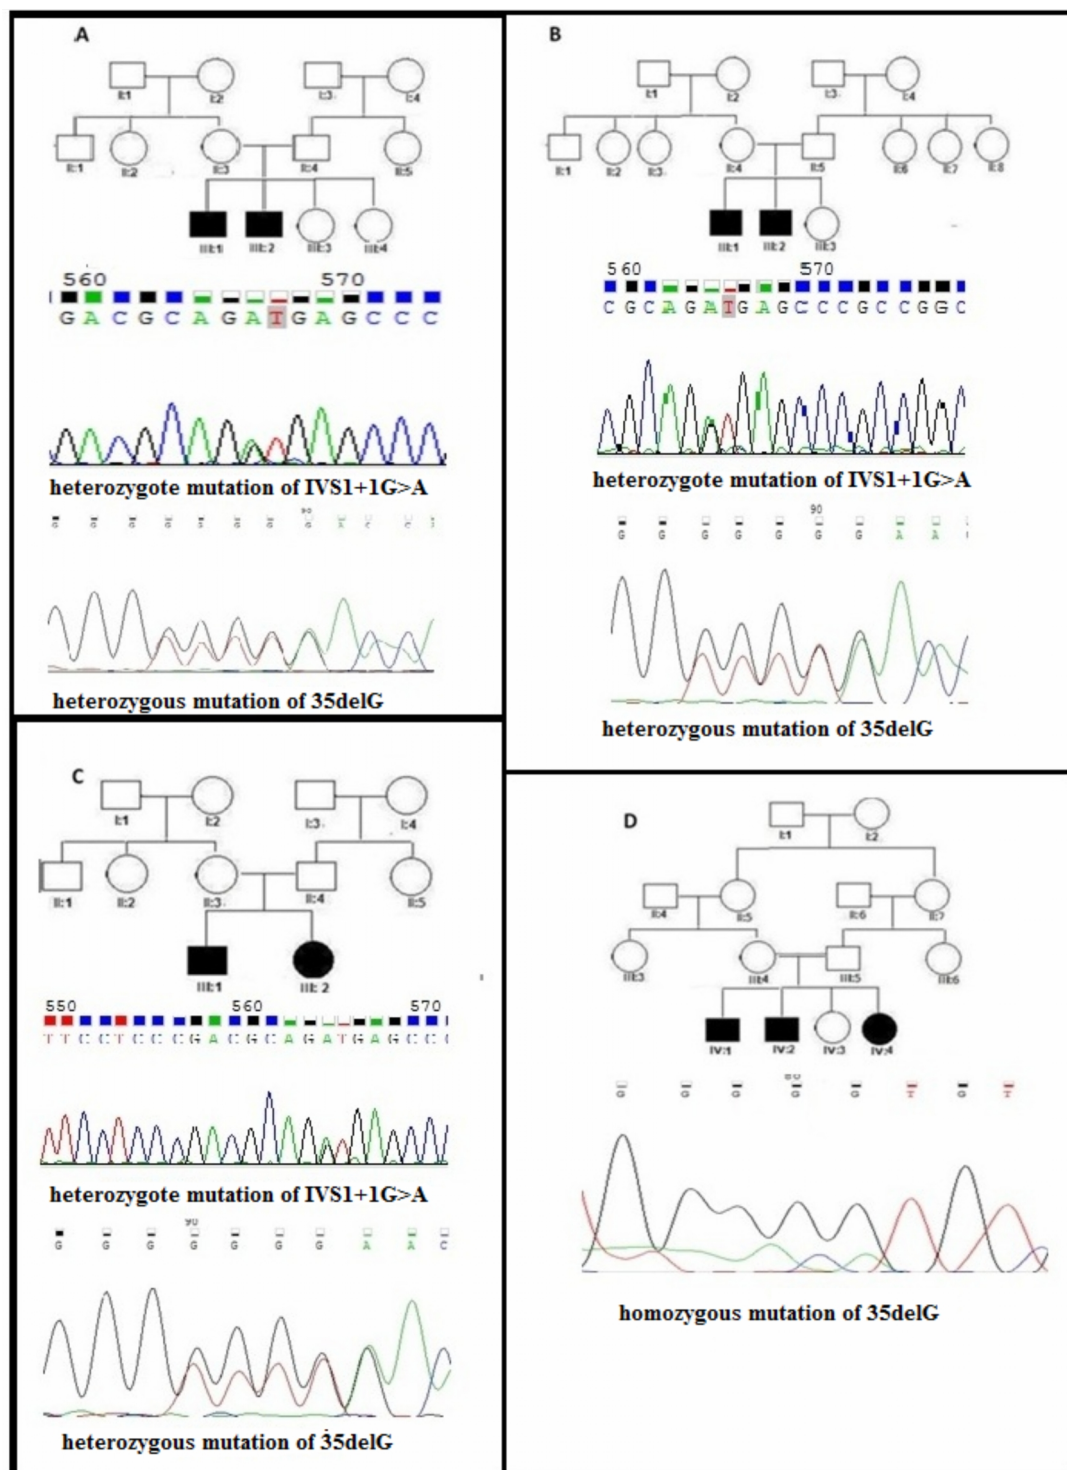 A
I:1 I:2 I:3 I:4
II:1 II:2 II:3 II:4 II:5
III:1 III:2 III:3 III:4
560 570
G A C G C A G A T G A G C C C
heterozygote mutation of IVS1+1G>A
90
heterozygous mutation of 35delG
B
I:1 I:2 I:3 I:4
II:1 II:2 II:3 II:4 II:5 II:6 II:7 II:8
III:1 III:2 III:3
560 570
C G C A G A T G A G C C C G C C G G C
heterozygote mutation of IVS1+1G>A
90
G G G G G G G A A
heterozygous mutation of 35delG
C
I:1 I:2 I:3 I:4
II:1 II:2 II:3 II:4 II:5
III:1 III:2
550 560 570
T T C C T C C C G A C G C A G A T G A G C C C
heterozygote mutation of IVS1+1G>A
90
G G G G G G G A A C
heterozygous mutation of 35delG
D
I:1 I:2
II:4 II:5 II:6 II:7
III:3 III:4 III:5 III:6
IV:1 IV:2 IV:3 IV:4
80
G G G G G T G T
homozygous mutation of 35delG